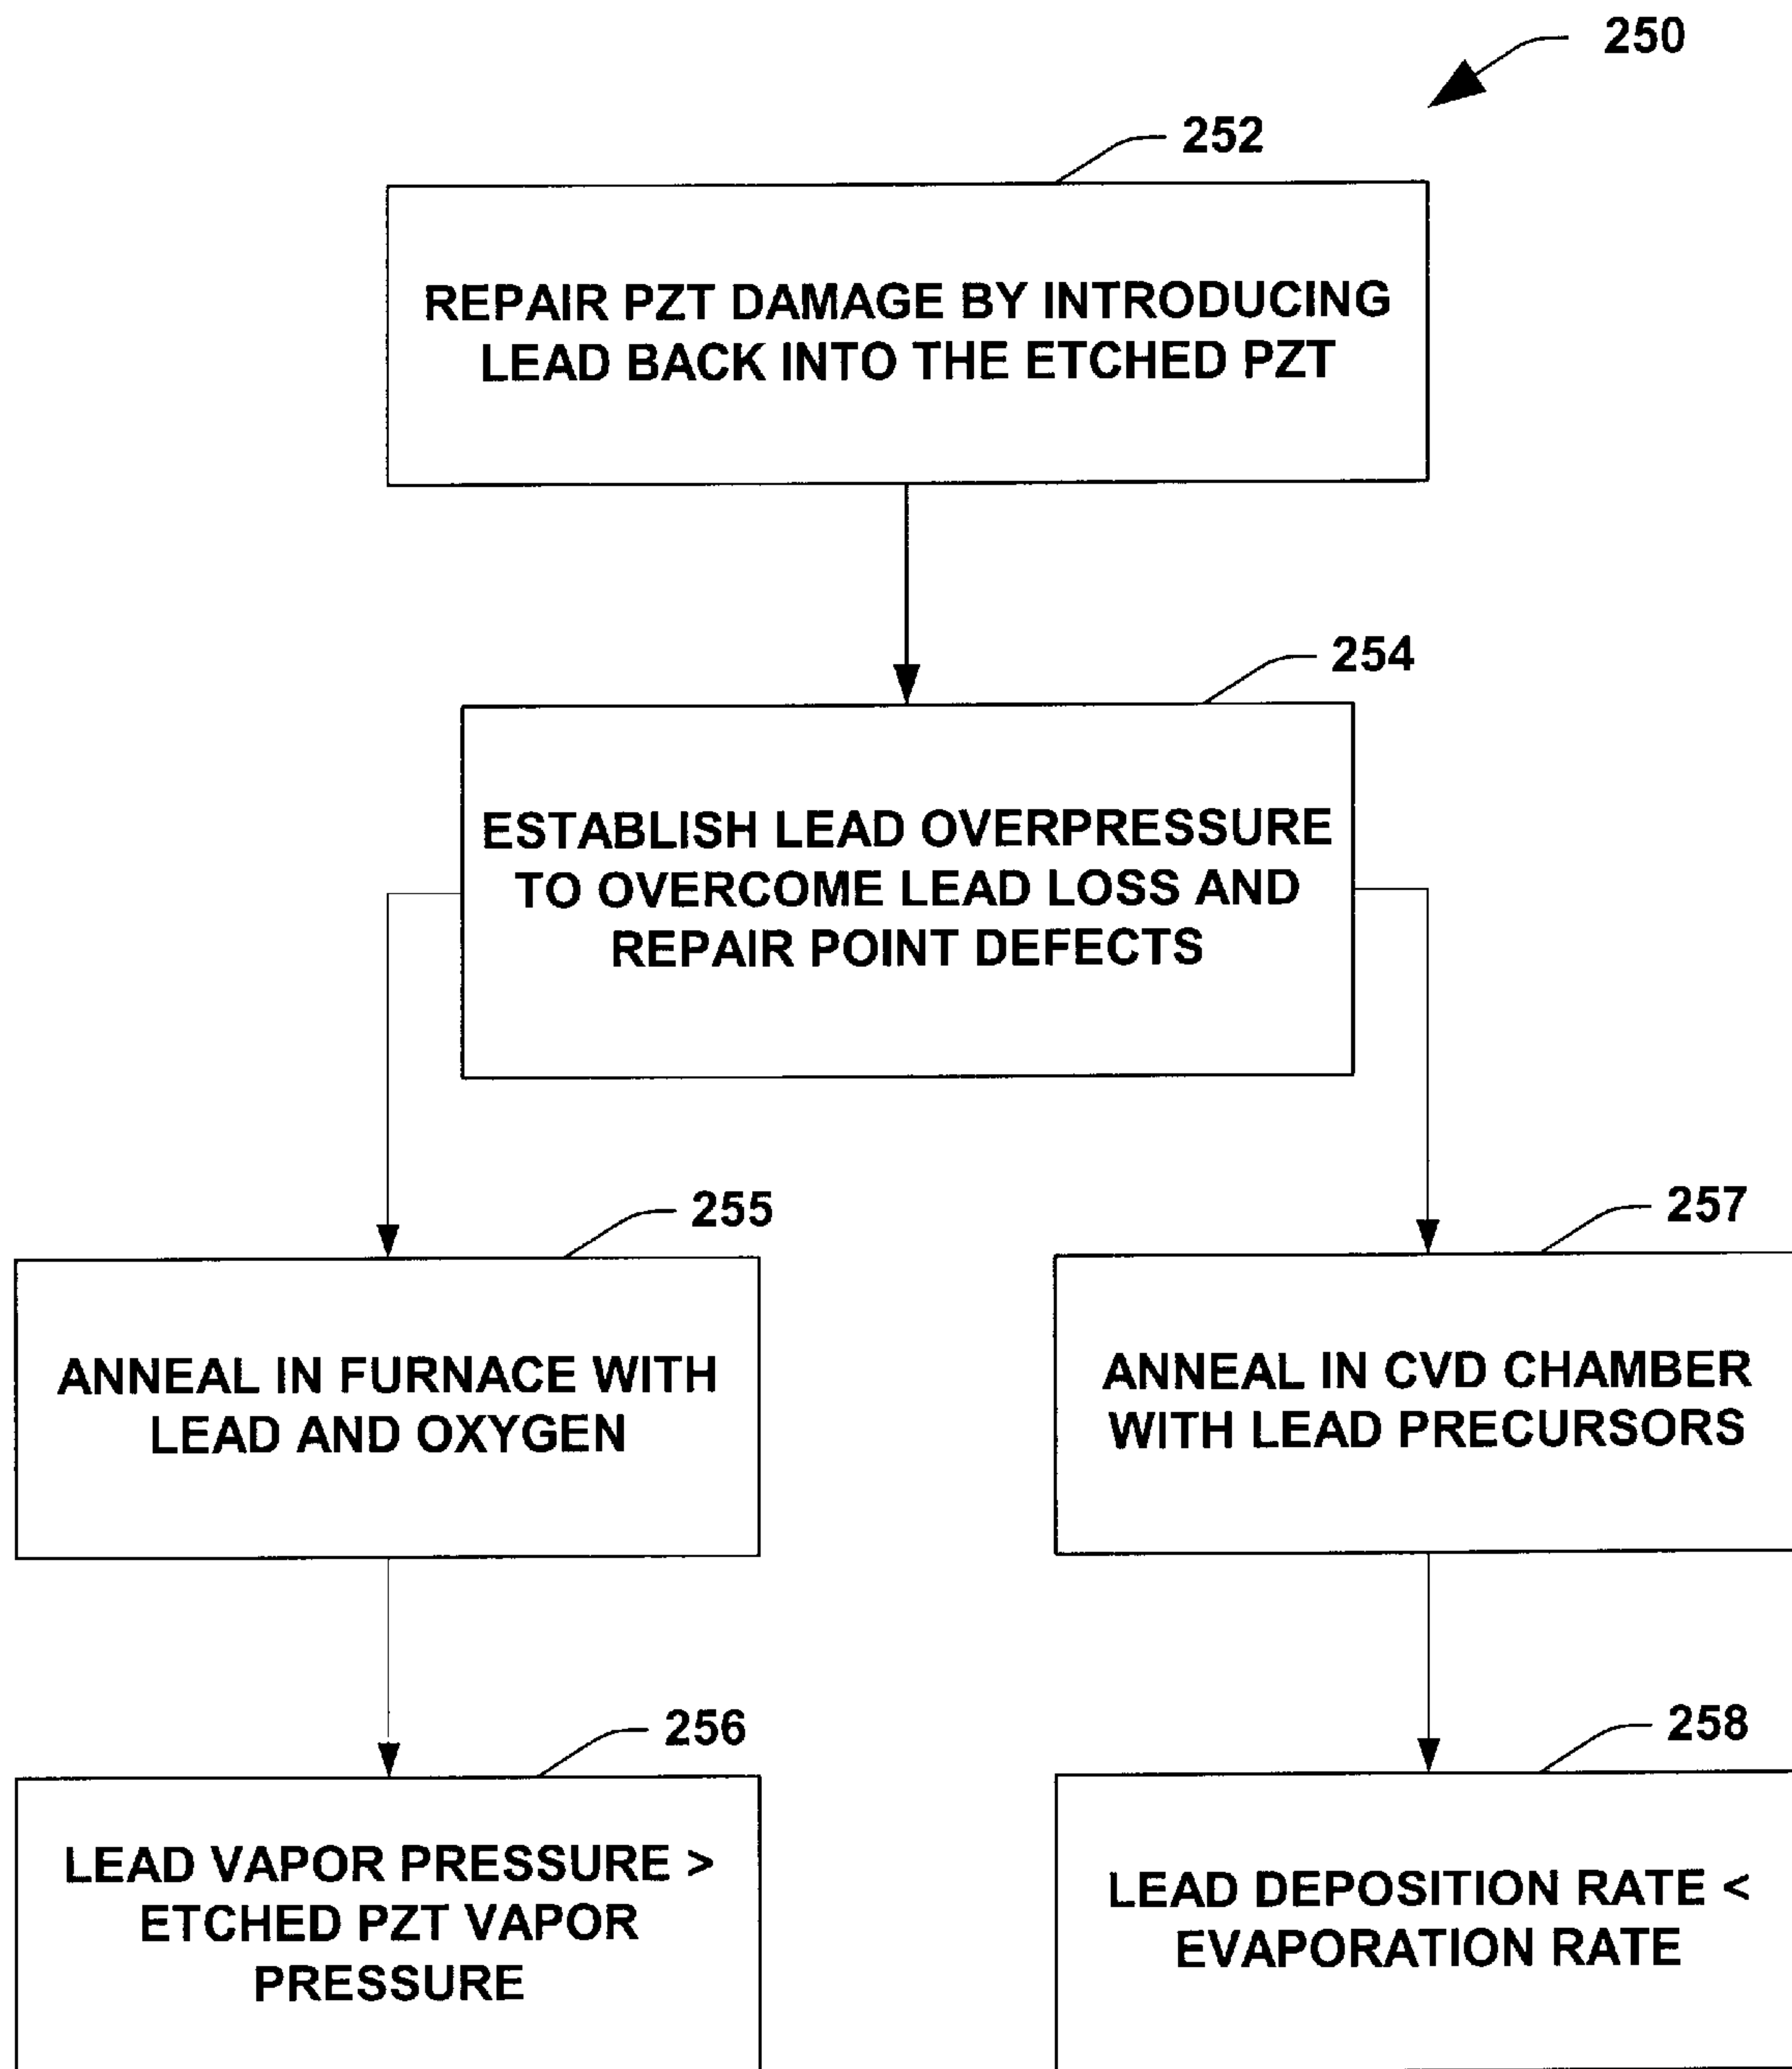 250
252
REPAIR PZT DAMAGE BY INTRODUCING
LEAD BACK INTO THE ETCHED PZT
254
ESTABLISH LEAD OVERPRESSURE
TO OVERCOME LEAD LOSS AND
REPAIR POINT DEFECTS
255
ANNEAL IN FURNACE WITH
LEAD AND OXYGEN
257
ANNEAL IN CVD CHAMBER
WITH LEAD PRECURSORS
256
LEAD VAPOR PRESSURE >
ETCHED PZT VAPOR
PRESSURE
258
LEAD DEPOSITION RATE <
EVAPORATION RATE